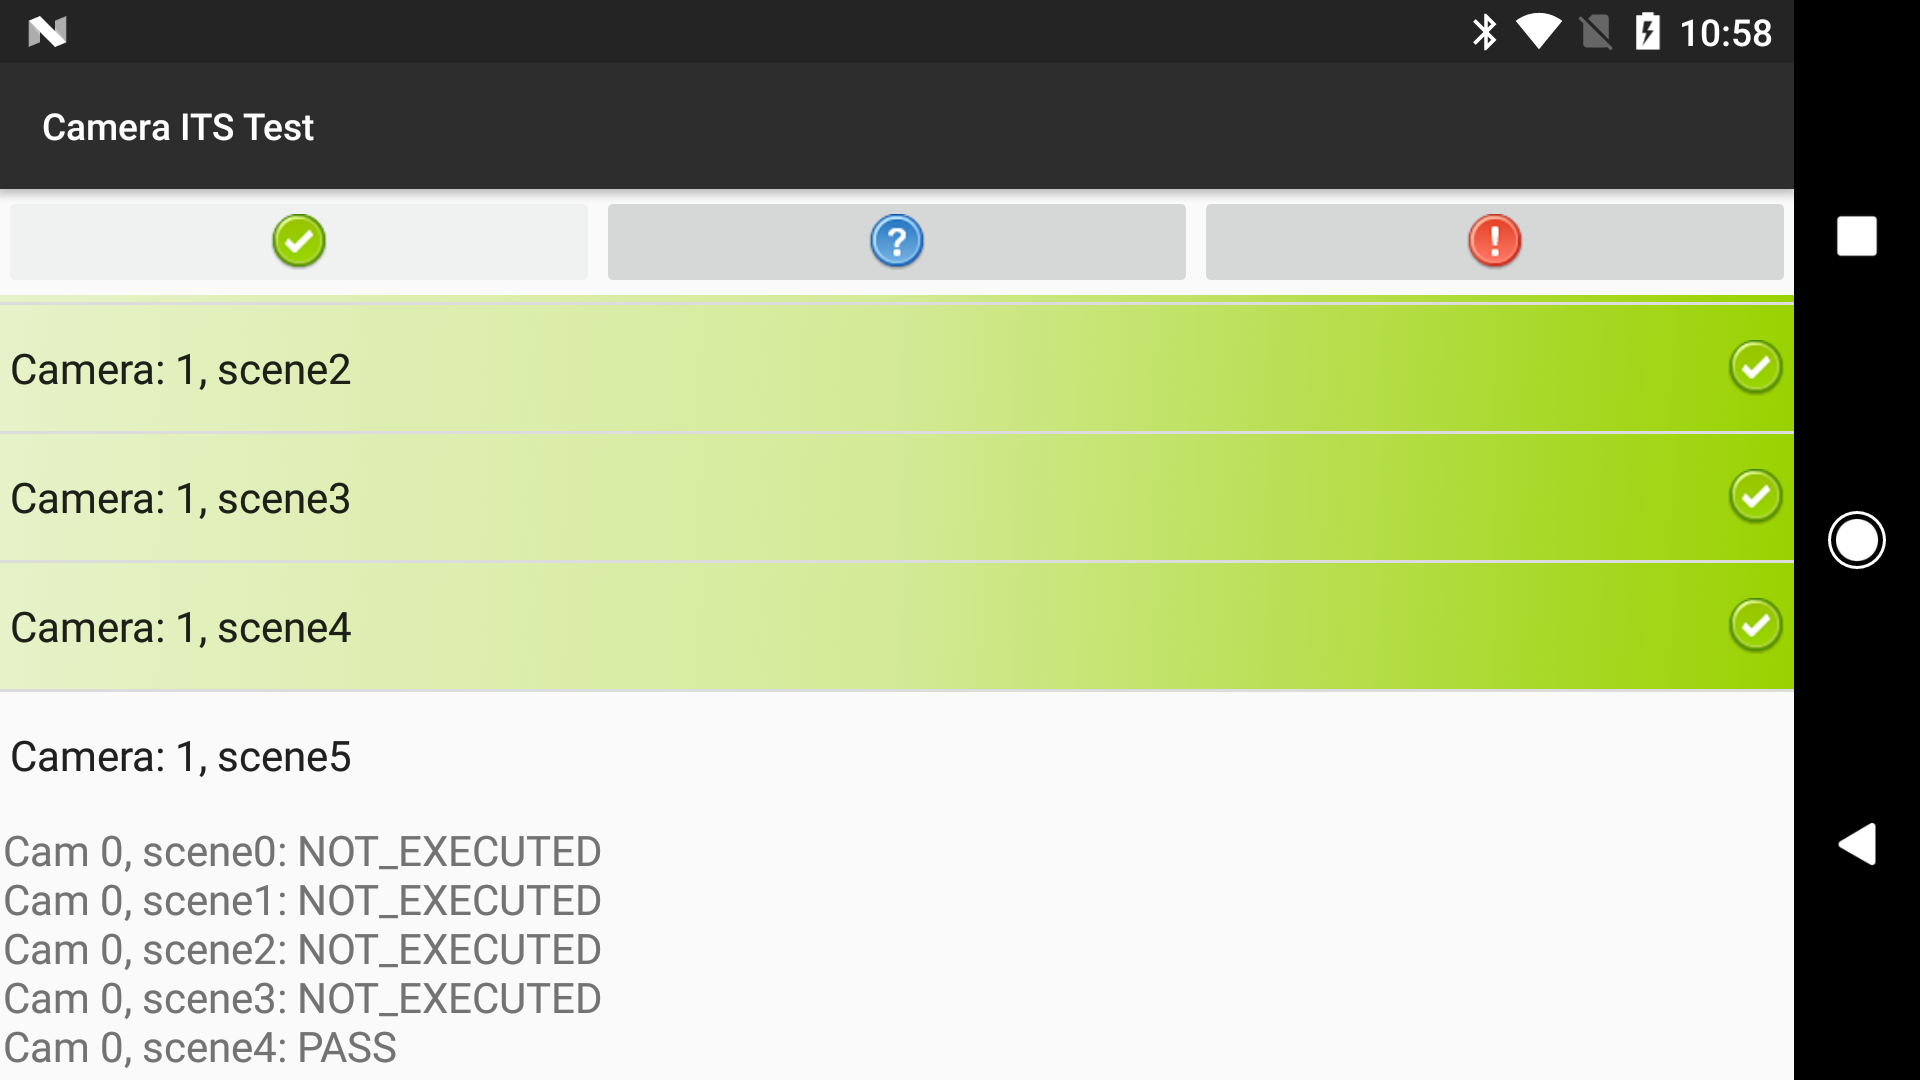 10:58
Camera ITS Test
Camera: 1, scene2
Camera: 1, scene3
Camera: 1, scene4
Camera: 1, scene5
Cam 0, scene0: NOT_EXECUTED
Cam 0, scene1: NOT_EXECUTED
Cam 0, scene2: NOT_EXECUTED
Cam 0, scene3: NOT_EXECUTED
Cam 0, scene4: PASS